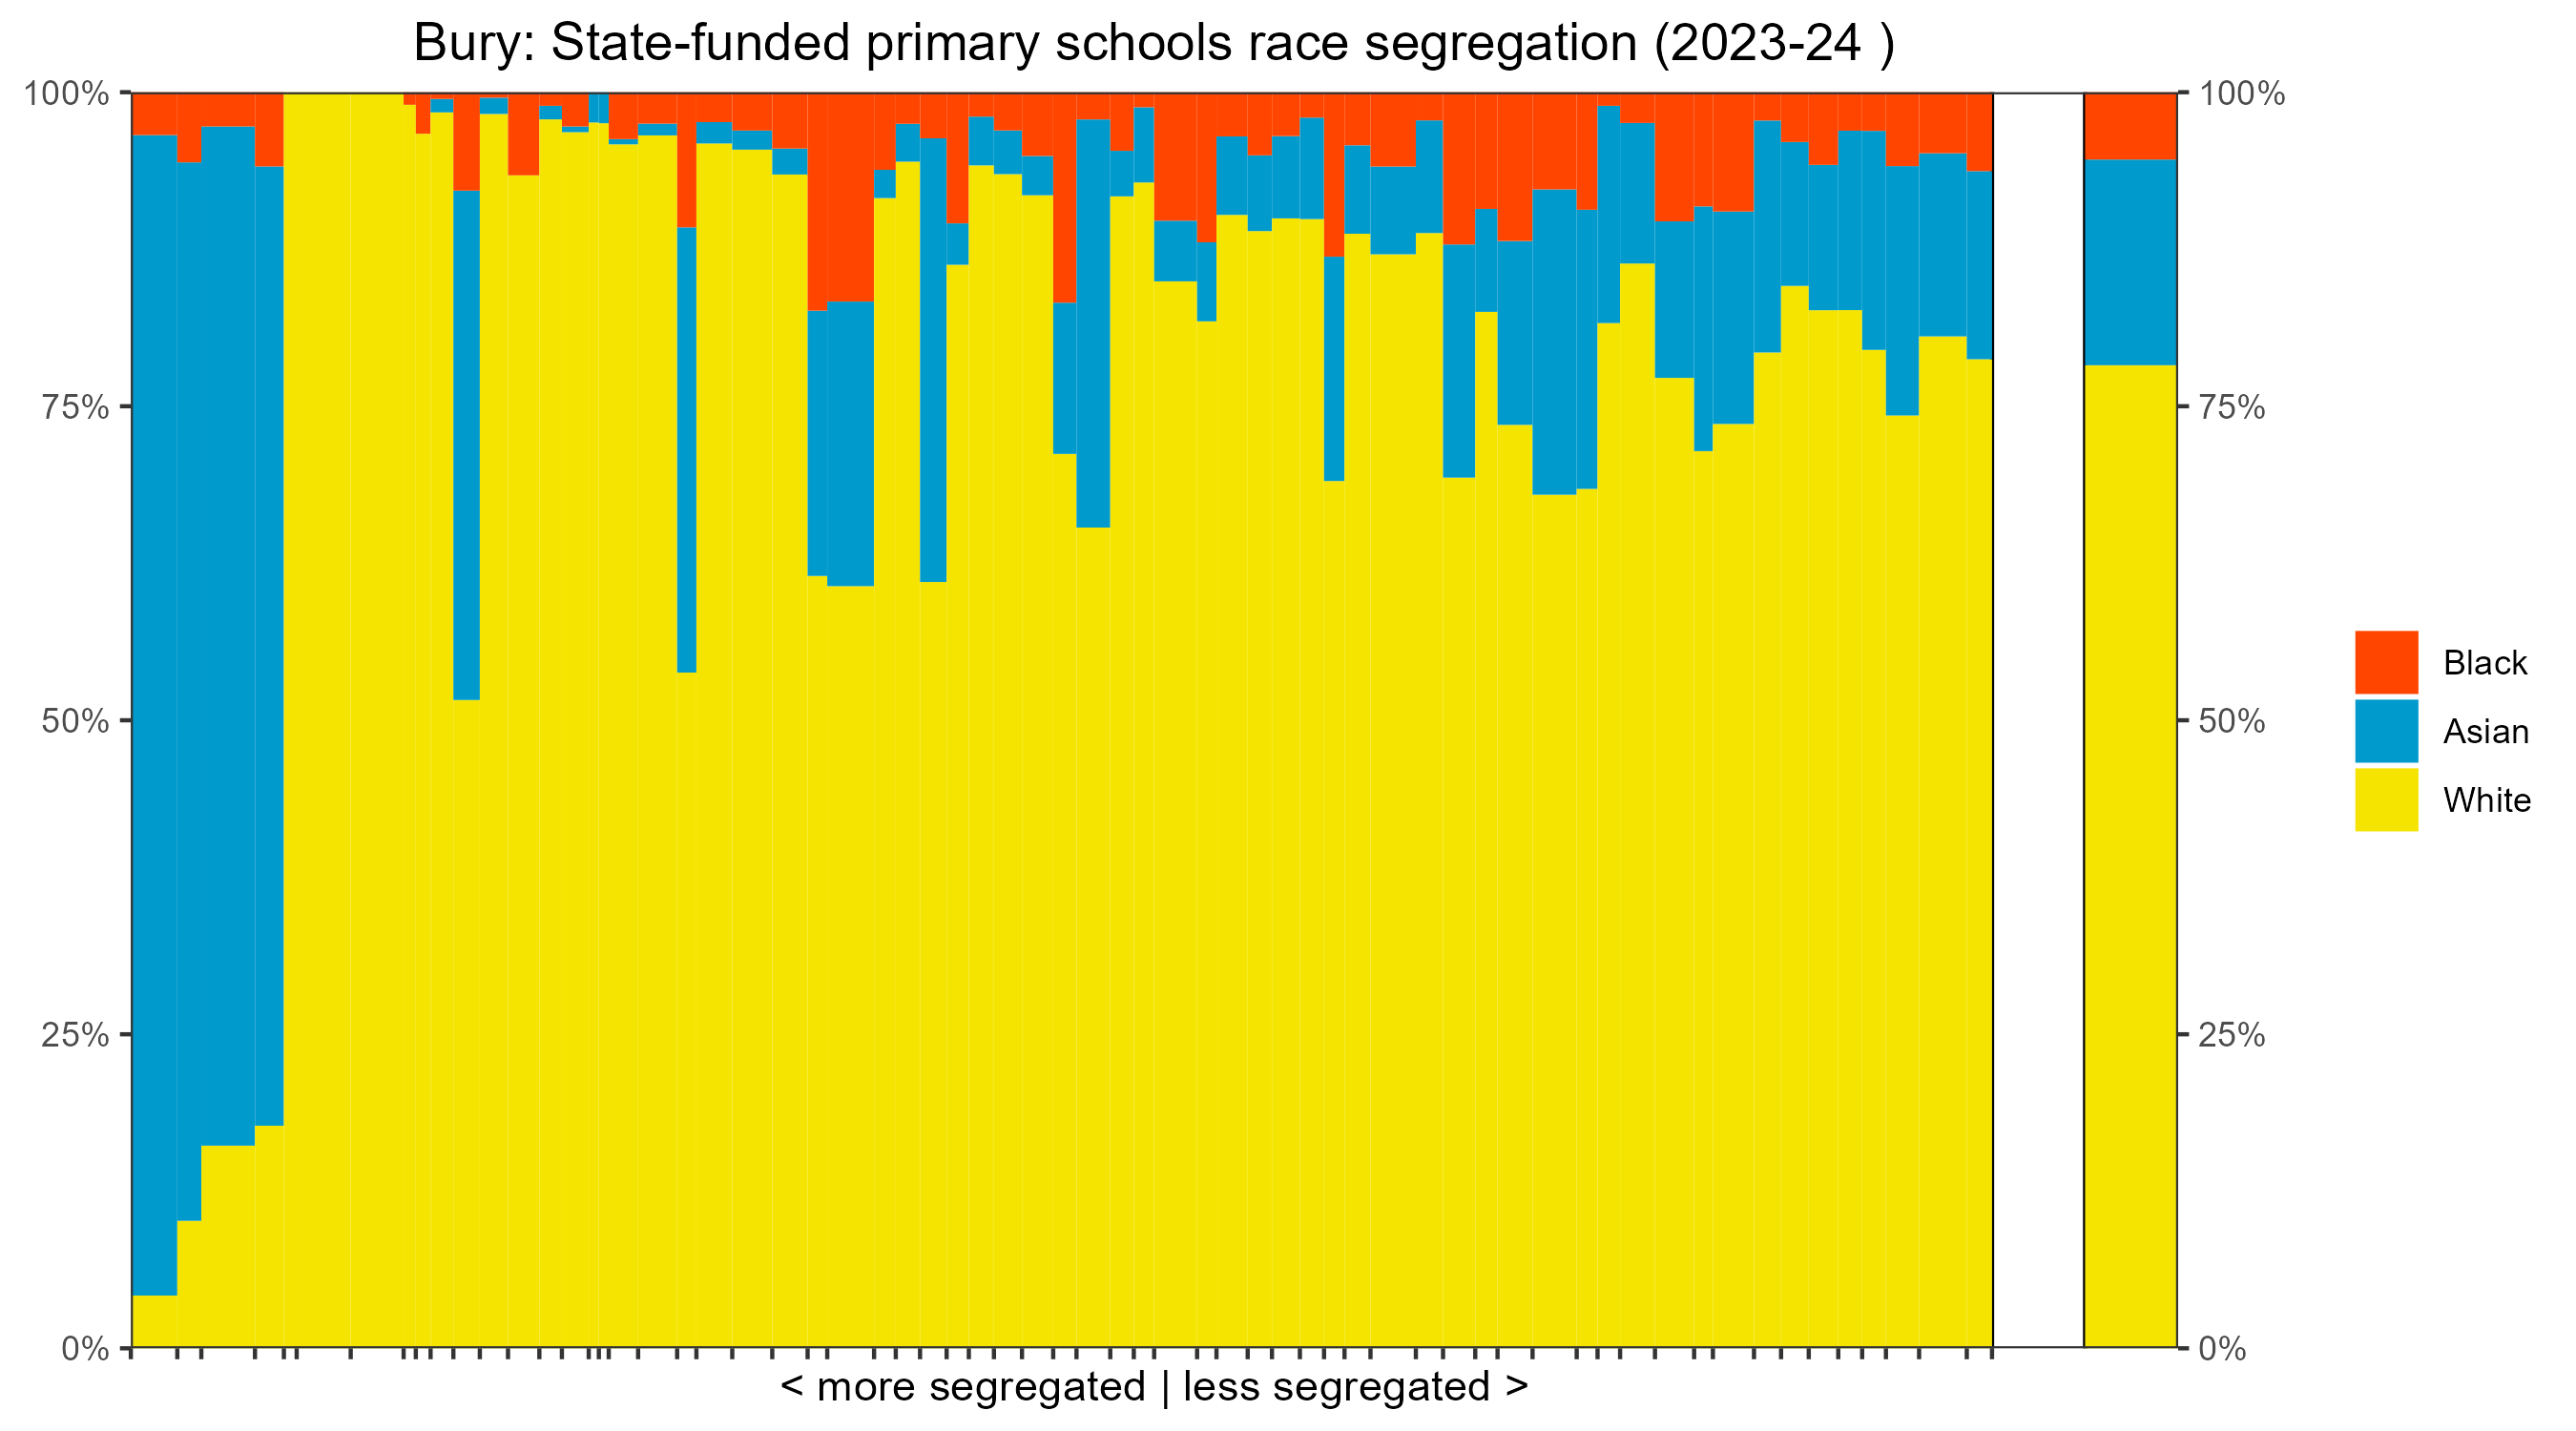 Bury: State-funded primary schools race segregation (2023-24 )
100%
75%
50%
25%
0%
100%
75%
50%
25%
0%
Black
Asian
White
< more segregated | less segregated >